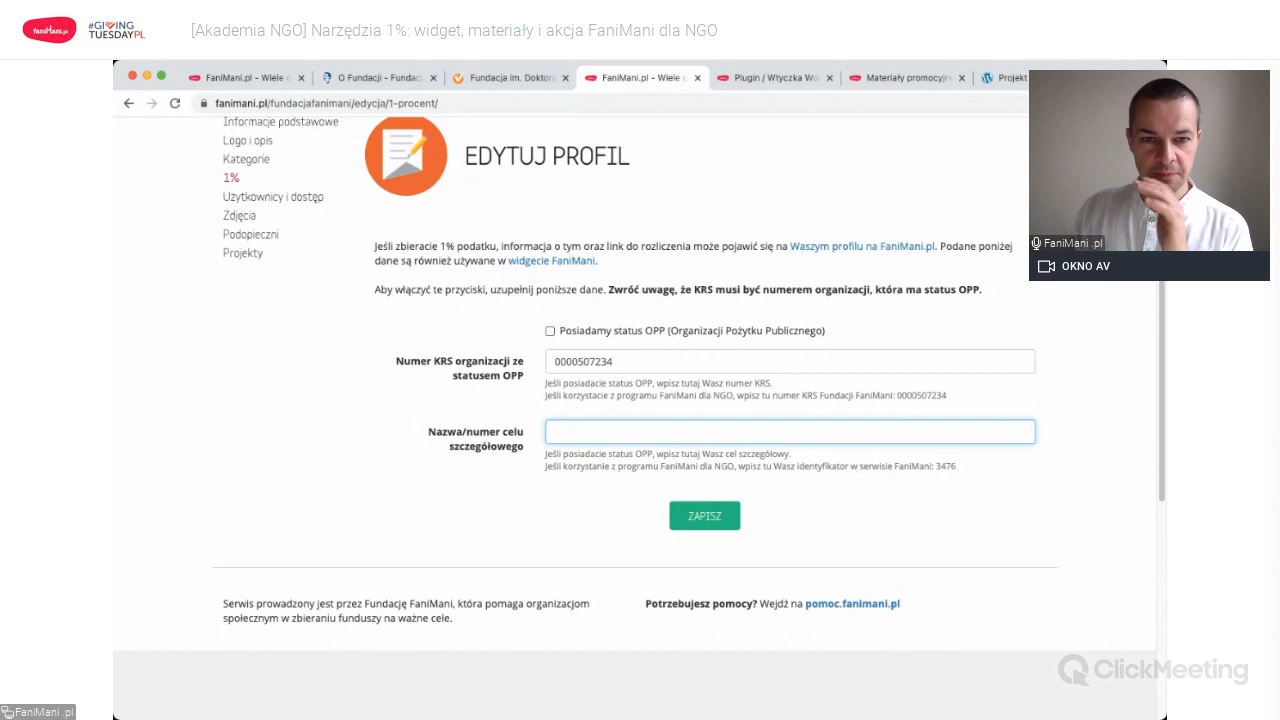 faniMani.pl
#GIVING
TUESDAYPL
[Akademia NGO] Narzędzia 1%: widget, materiały i akcja FaniMani dla NGO
FaniMani.pl - Wiele o
O Fundacji - Fundac
Fundacja im. Doktora
FaniMani.pl - Wiele o
Plugin / Wtyczka Wo
Materiały promocyjne
Projekt
fanimani.pl/fundacjafanimani/edycja/1-procent/
Informacje podstawowe
Logo i opis
Kategorie
1%
Użytkownicy i dostęp
Zdjęcia
Podopieczni
Projekty
EDYTUJ PROFIL
Jeśli zbieracie 1% podatku, informacja o tym oraz link do rozliczenia może pojawić się na Waszym profilu na FaniMani.pl. Podane poniżej
dane są również używane w widgecie FaniMani.
Aby włączyć te przyciski, uzupełnij poniższe dane. Zwróć uwagę, że KRS musi być numerem organizacji, która ma status OPP.
Posiadamy status OPP (Organizacji Pożytku Publicznego)
Numer KRS organizacji ze
statusem OPP
0000507234
Jeśli posiadacie status OPP, wpisz tutaj Wasz numer KRS.
Jeśli korzystacie z programu FaniMani dla NGO, wpisz tu numer KRS Fundacji FaniMani: 0000507234
Nazwa/numer celu
szczegółowego
Jeśli posiadacie status OPP, wpisz tutaj Wasz cel szczegółowy.
Jeśli korzystanie z programu FaniMani dla NGO, wpisz tu Wasz identyfikator w serwisie FaniMani: 3476
ZAPISZ
Serwis prowadzony jest przez Fundację FaniMani, która pomaga organizacjom
społecznym w zbieraniu funduszy na ważne cele.
Potrzebujesz pomocy? Wejdź na pomoc.fanimani.pl
FaniMani .pl
OKNO AV
ClickMeeting
FaniMani .pl